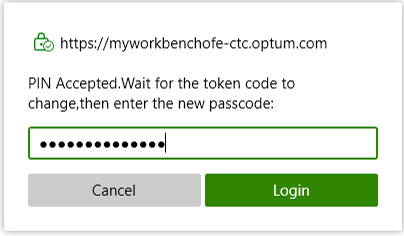 https://myworkbenchofe-ctc.optum.com
PIN Accepted.Wait for the token code to
change,then enter the new passcode:
••••••••••••••
Cancel
Login